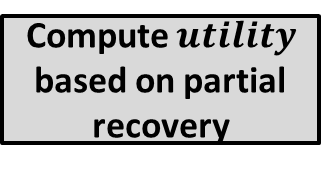 Compute utility
based on partial
recovery